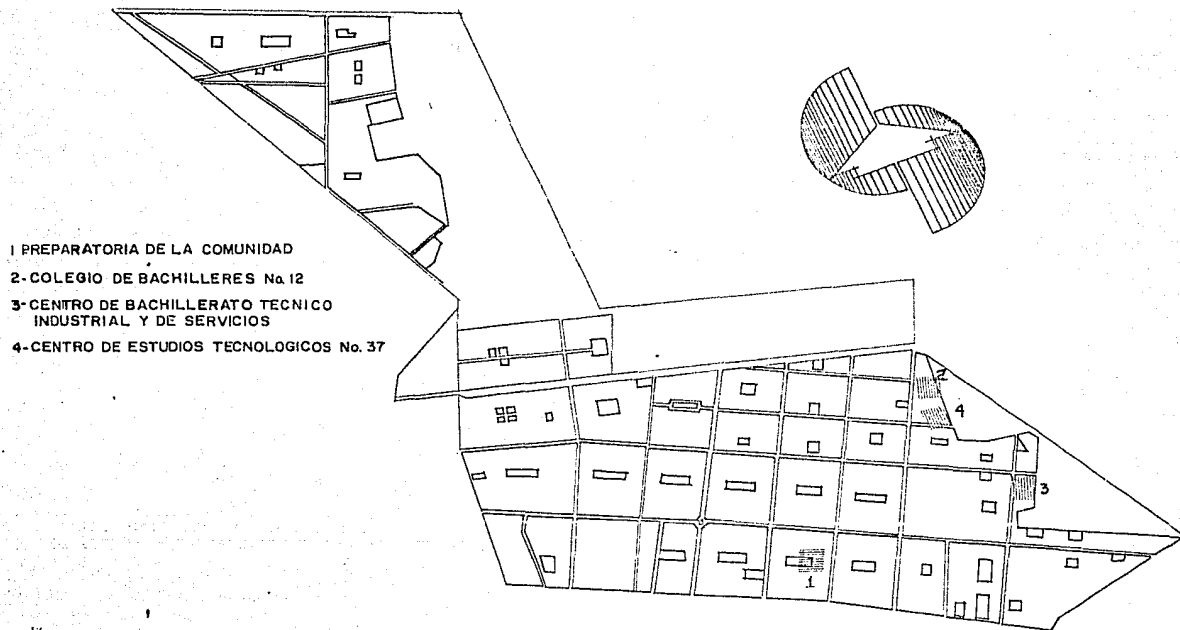 1 PREPARATORIA DE LA COMUNIDAD
2-COLEGIO DE BACHILLERES No. 12
3-CENTRO DE BACHILLERATO TECNICO
INDUSTRIAL Y DE SERVICIOS
4-CENTRO DE ESTUDIOS TECNOLOGICOS No. 37
2
4
3
1